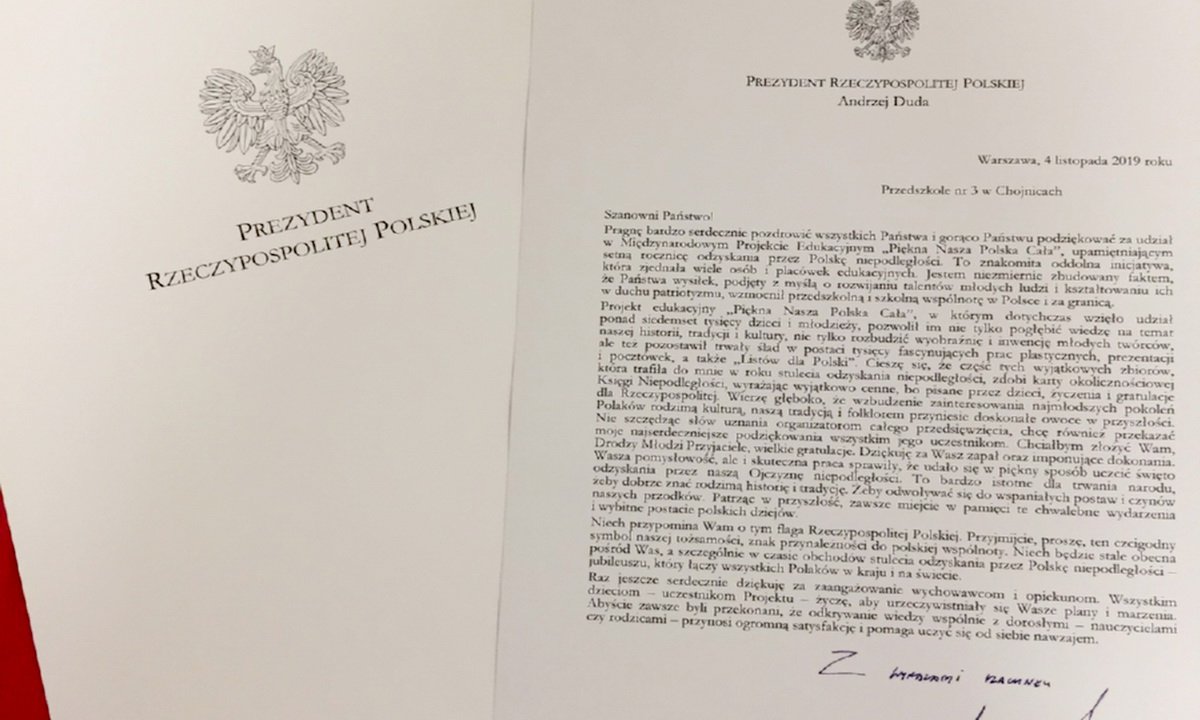 PREZYDENT
RZECZYPOSPOLITEJ POLSKIEJ
PREZYDENT RZECZYPOSPOLITEJ POLSKIEJ
Andrzej Duda
Warszawa, 4 listopada 2019 roku
Przedszkole nr 3 w Chojnicach
Szanowni Państwo!
Pragnę bardzo serdecznie pozdrowić wszystkich Państwa i gorąco Państwu podziękować za udział
w Międzynarodowym Projekcie Edukacyjnym „Piękna Nasza Polska Cała”, upamiętniającym
setną rocznicę odzyskania przez Polskę niepodległości. To znakomita oddolna inicjatywa,
która zjednała wiele osób i placówek edukacyjnych. Jestem niezmiernie zbudowany faktem,
że Państwa wysiłek, podjęty z myślą o rozwijaniu talentów młodych ludzi i kształtowaniu ich
w duchu patriotyzmu, wzmocnił przedszkolną i szkolną wspólnotę w Polsce i za granicą.
Projekt edukacyjny „Piękna Nasza Polska Cała”, w którym dotychczas wzięło udział
ponad siedemset tysięcy dzieci i młodzieży, pozwolił im nie tylko pogłębić wiedzę na temat
naszej historii, tradycji i kultury, nie tylko rozbudzić wyobraźnię i inwencję młodych twórców,
ale też pozostawił trwały ślad w postaci tysięcy fascynujących prac plastycznych, prezentacji
i pocztówek, a także „Listów dla Polski”. Cieszę się, że część tych wyjątkowych zbiorów,
która trafiła do mnie w roku stulecia odzyskania niepodległości, zdobi karty okolicznościowej
Księgi Niepodległości, wyrażając wyjątkowo cenne, bo pisane przez dzieci, życzenia i gratulacje
dla Rzeczypospolitej. Wierzę głęboko, że wzbudzenie zainteresowania najmłodszych pokoleń
Polaków rodzimą kulturą, naszą tradycją i folklorem przyniesie doskonałe owoce w przyszłości.
Nie szczędząc słów uznania organizatorom całego przedsięwzięcia, chcę również przekazać
moje najserdeczniejsze podziękowania wszystkim jego uczestnikom. Chciałbym złożyć Wam,
Drodzy Młodzi Przyjaciele, wielkie gratulacje. Dziękuję za Wasz zapał oraz imponujące dokonania.
Wasza pomysłowość, ale i skuteczna praca sprawiły, że udało się w piękny sposób uczcić święto
odzyskania przez naszą Ojczyznę niepodległości. To bardzo istotne dla trwania narodu,
żeby dobrze znać rodzimą historię i tradycję. Żeby odwoływać się do wspaniałych postaw i czynów
naszych przodków. Patrząc w przyszłość, zawsze miejcie w pamięci te chwalebne wydarzenia
i wybitne postacie polskich dziejów.
Niech przypomina Wam o tym flaga Rzeczypospolitej Polskiej. Przyjmijcie, proszę, ten czcigodny
symbol naszej tożsamości, znak przynależności do polskiej wspólnoty. Niech będzie stale obecna
pośród Was, a szczególnie w czasie obchodów stulecia odzyskania przez Polskę niepodległości –
jubileuszu, który łączy wszystkich Polaków w kraju i na świecie.
Raz jeszcze serdecznie dziękuję za zaangażowanie wychowawcom i opiekunom. Wszystkim
dzieciom – uczestnikom Projektu – życzę, aby urzeczywistniały się Wasze plany i marzenia.
Abyście zawsze byli przekonani, że odkrywanie wiedzy wspólnie z dorosłymi – nauczycielami
czy rodzicami – przynosi ogromną satysfakcję i pomaga uczyć się od siebie nawzajem.
Z wyrazami szacunku